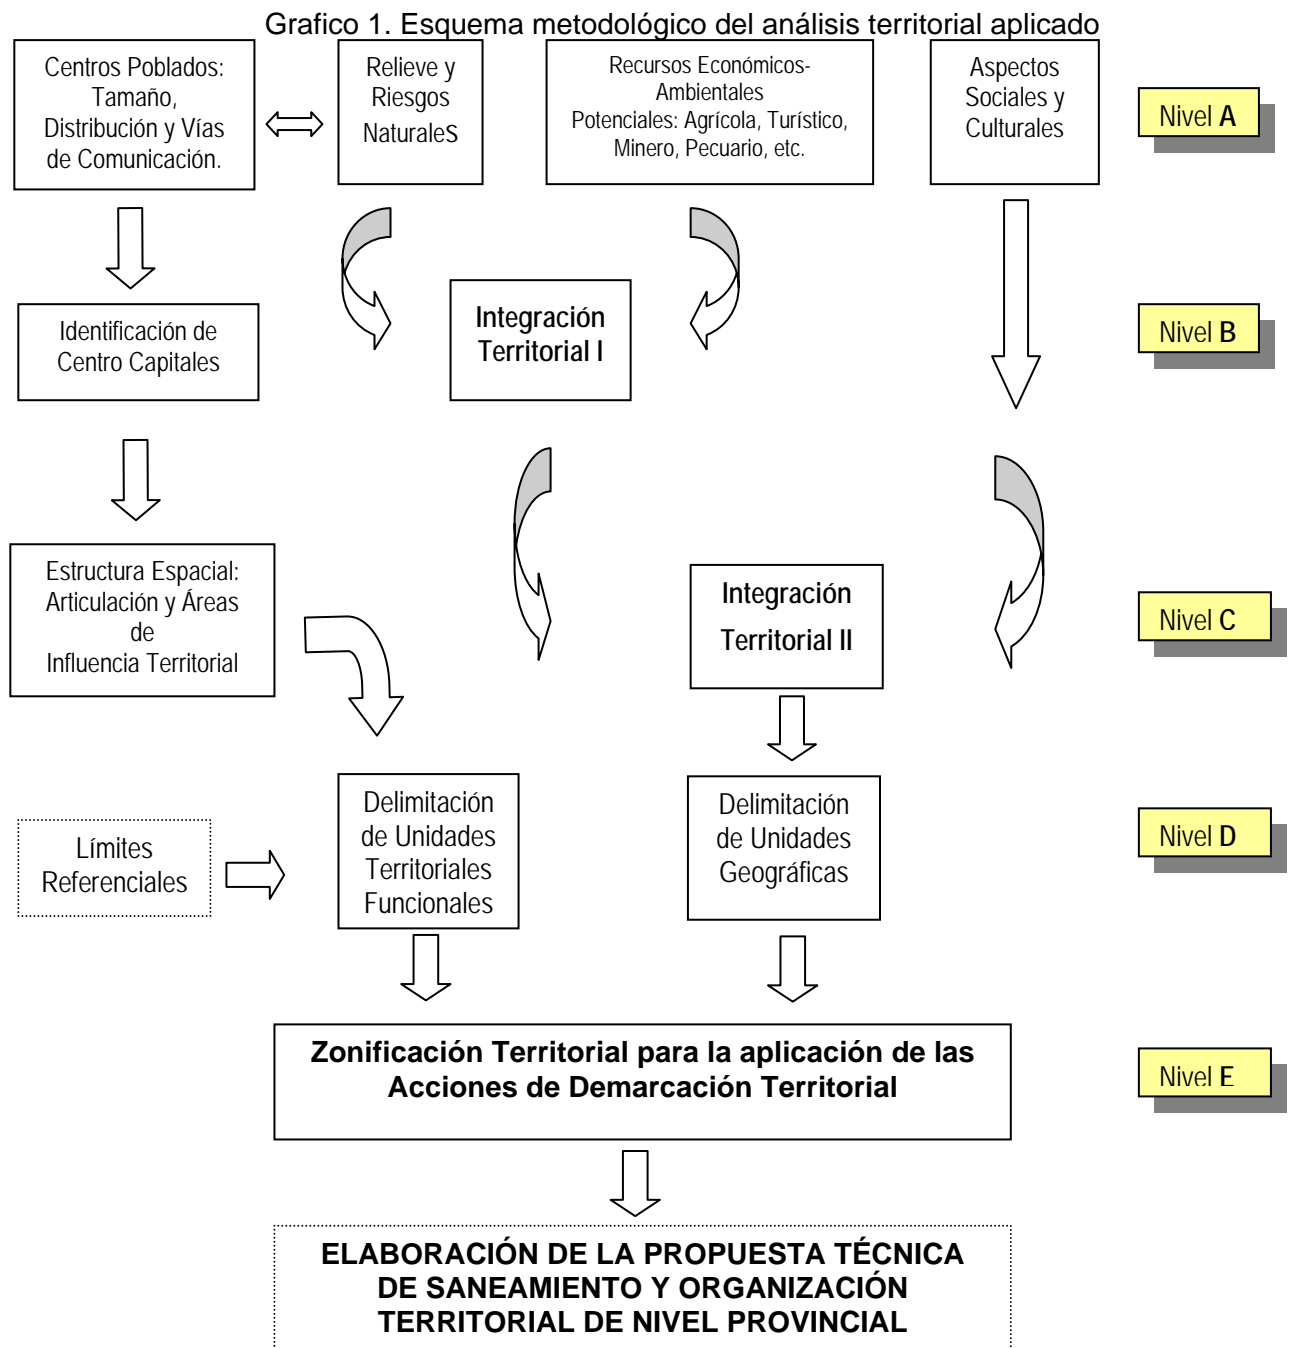 Grafico 1. Esquema metodológico del análisis territorial aplicado
Centros Poblados:
Tamaño,
Distribución y Vías
de Comunicación.
Relieve y
Riesgos
NaturaleS
Recursos Económicos-
Ambientales
Potenciales: Agrícola, Turístico,
Minero, Pecuario, etc.
Aspectos
Sociales y
Culturales
Nivel A
Identificación de
Centro Capitales
Integración
Territorial I
Nivel B
Estructura Espacial:
Articulación y Áreas
de
Influencia Territorial
Integración
Territorial II
Nivel C
Límites
Referenciales
Delimitación
de Unidades
Territoriales
Funcionales
Delimitación
de Unidades
Geográficas
Nivel D
Zonificación Territorial para la aplicación de las
Acciones de Demarcación Territorial
Nivel E
ELABORACIÓN DE LA PROPUESTA TÉCNICA
DE SANEAMIENTO Y ORGANIZACIÓN
TERRITORIAL DE NIVEL PROVINCIAL